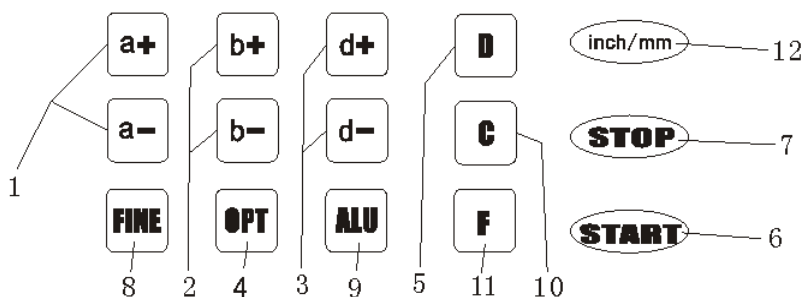 a+ b+ d+ D inch/mm
12
a- b- d- C STOP
7
1
FINE OPT ALU F START
8 2 4 3 9 5 11 10 6